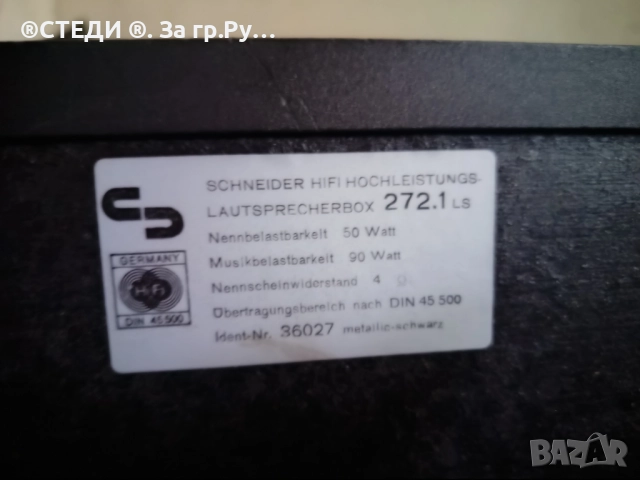 ®СТЕДИ ®. За гр.Ру...
SCHNEIDER HIFI HOCHLEISTUNGS-
LAUTSPRECHERBOX 272.1 LS
Nennbelastbarkeit 50 Watt
Musikbelastbarkeit 90 Watt
Nennscheinwiderstand 4 Ω
Übertragungsbereich nach DIN 45 500
Ident-Nr. 36027 metallic-schwarz
GERMANY
HiFi
DIN 45 500
BAZAR